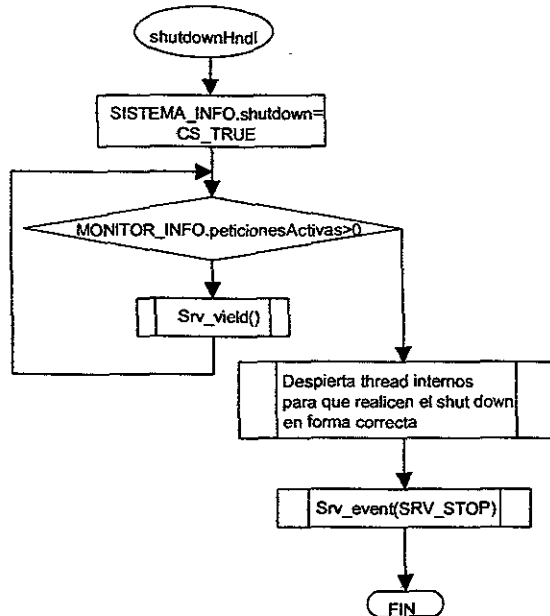 shutdownHndl
SISTEMA_INFO.shutdown=
CS_TRUE
MONITOR_INFO.peticionesActivas>0
Srv_yield()
Despierta thread internos
para que realicen el shut down
en forma correcta
Srv_event(SRV_STOP)
FIN